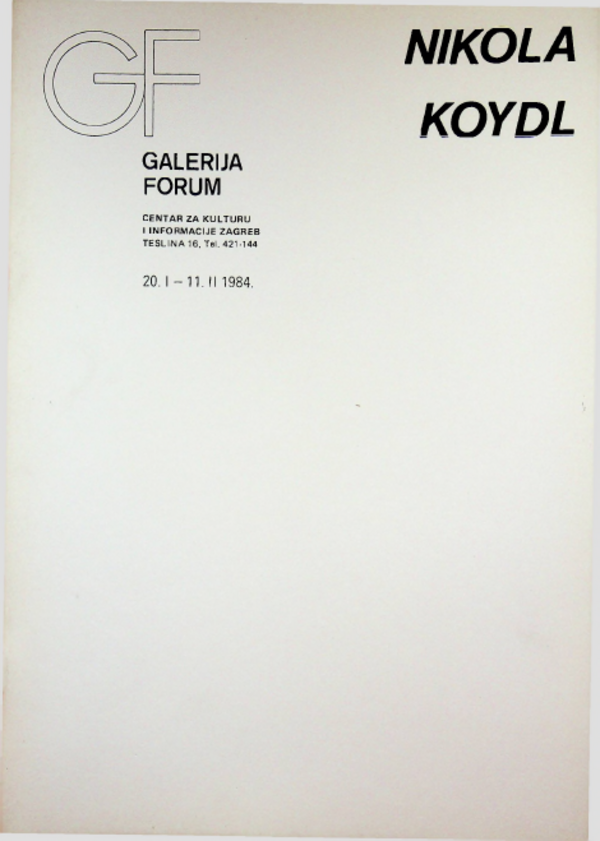 GF
NIKOLA
KOYDL
GALERIJA
FORUM
CENTAR ZA KULTURU
I INFORMACIJE ZAGREB
TESLINA 16, Tel. 421-144
20. I – 11. II 1984.